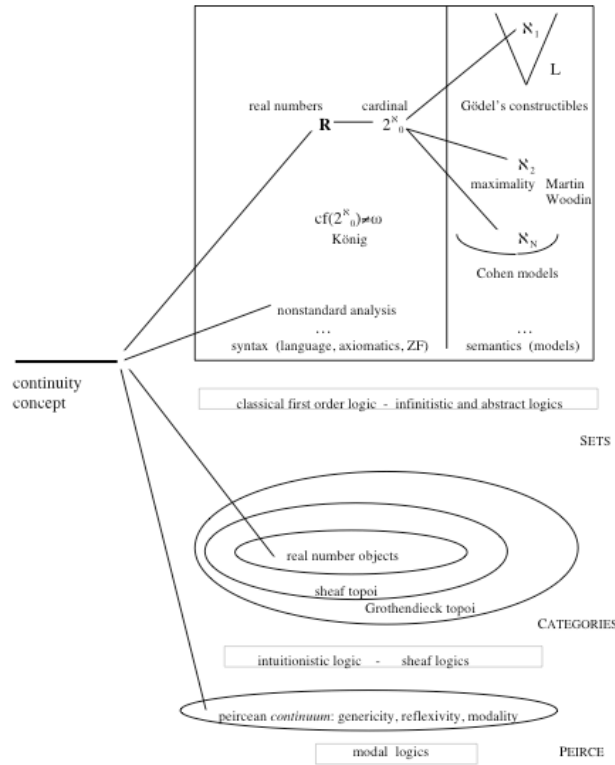 ℵ₁
L
real numbers cardinal Gödel's constructibles
R 2^ℵ₀
ℵ₂
maximality Martin
Woodin
cf(2^ℵ₀)≠ω
König
ℵ_N
Cohen models
nonstandard analysis
... ...
syntax (language, axiomatics, ZF) semantics (models)
continuity
concept
classical first order logic - infinitistic and abstract logics
SETS
real number objects
sheaf topoi
Grothendieck topoi
CATEGORIES
intuitionistic logic - sheaf logics
peircean continuum: genericity, reflexivity, modality
modal logics PEIRCE